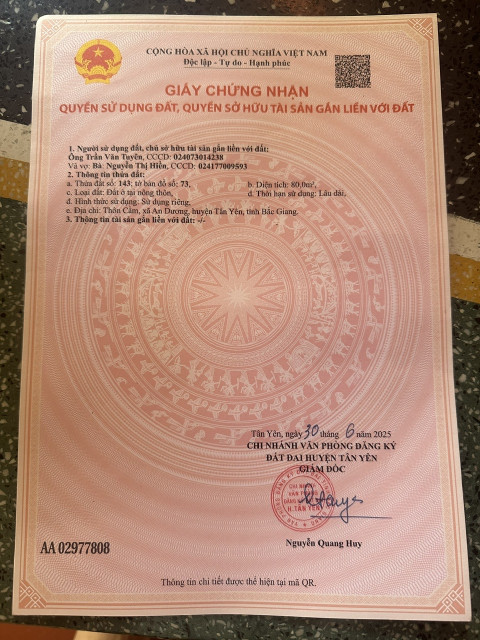 CỘNG HÒA XÃ HỘI CHỦ NGHĨA VIỆT NAM
Độc lập - Tự do - Hạnh phúc
GIẤY CHỨNG NHẬN
QUYỀN SỬ DỤNG ĐẤT, QUYỀN SỞ HỮU TÀI SẢN GẮN LIỀN VỚI ĐẤT
1. Người sử dụng đất, chủ sở hữu tài sản gắn liền với đất:
Ông Trần Văn Tuyên, CCCD: 024073014238
Và vợ: Bà: Nguyễn Thị Hiền, CCCD: 024177009593
2. Thông tin thửa đất:
a. Thửa đất số: 143; tờ bản đồ số: 73, b. Diện tích: 80.0m²,
c. Loại đất: Đất ở tại nông thôn, d. Thời hạn sử dụng: Lâu dài,
đ. Hình thức sử dụng: Sử dụng riêng,
e. Địa chỉ: Thôn Cầm, xã An Dương, huyện Tân Yên, tỉnh Bắc Giang.
3. Thông tin tài sản gắn liền với đất: -/-
Tân Yên, ngày 30 tháng 6 năm 2025
CHI NHÁNH VĂN PHÒNG ĐĂNG KÝ
ĐẤT ĐAI HUYỆN TÂN YÊN
GIÁM ĐỐC
CHI NHÁNH
VĂN PHÒNG
H.TÂN YÊN
Nguyễn Quang Huy
AA 02977808
Thông tin chi tiết được thể hiện tại mã QR.